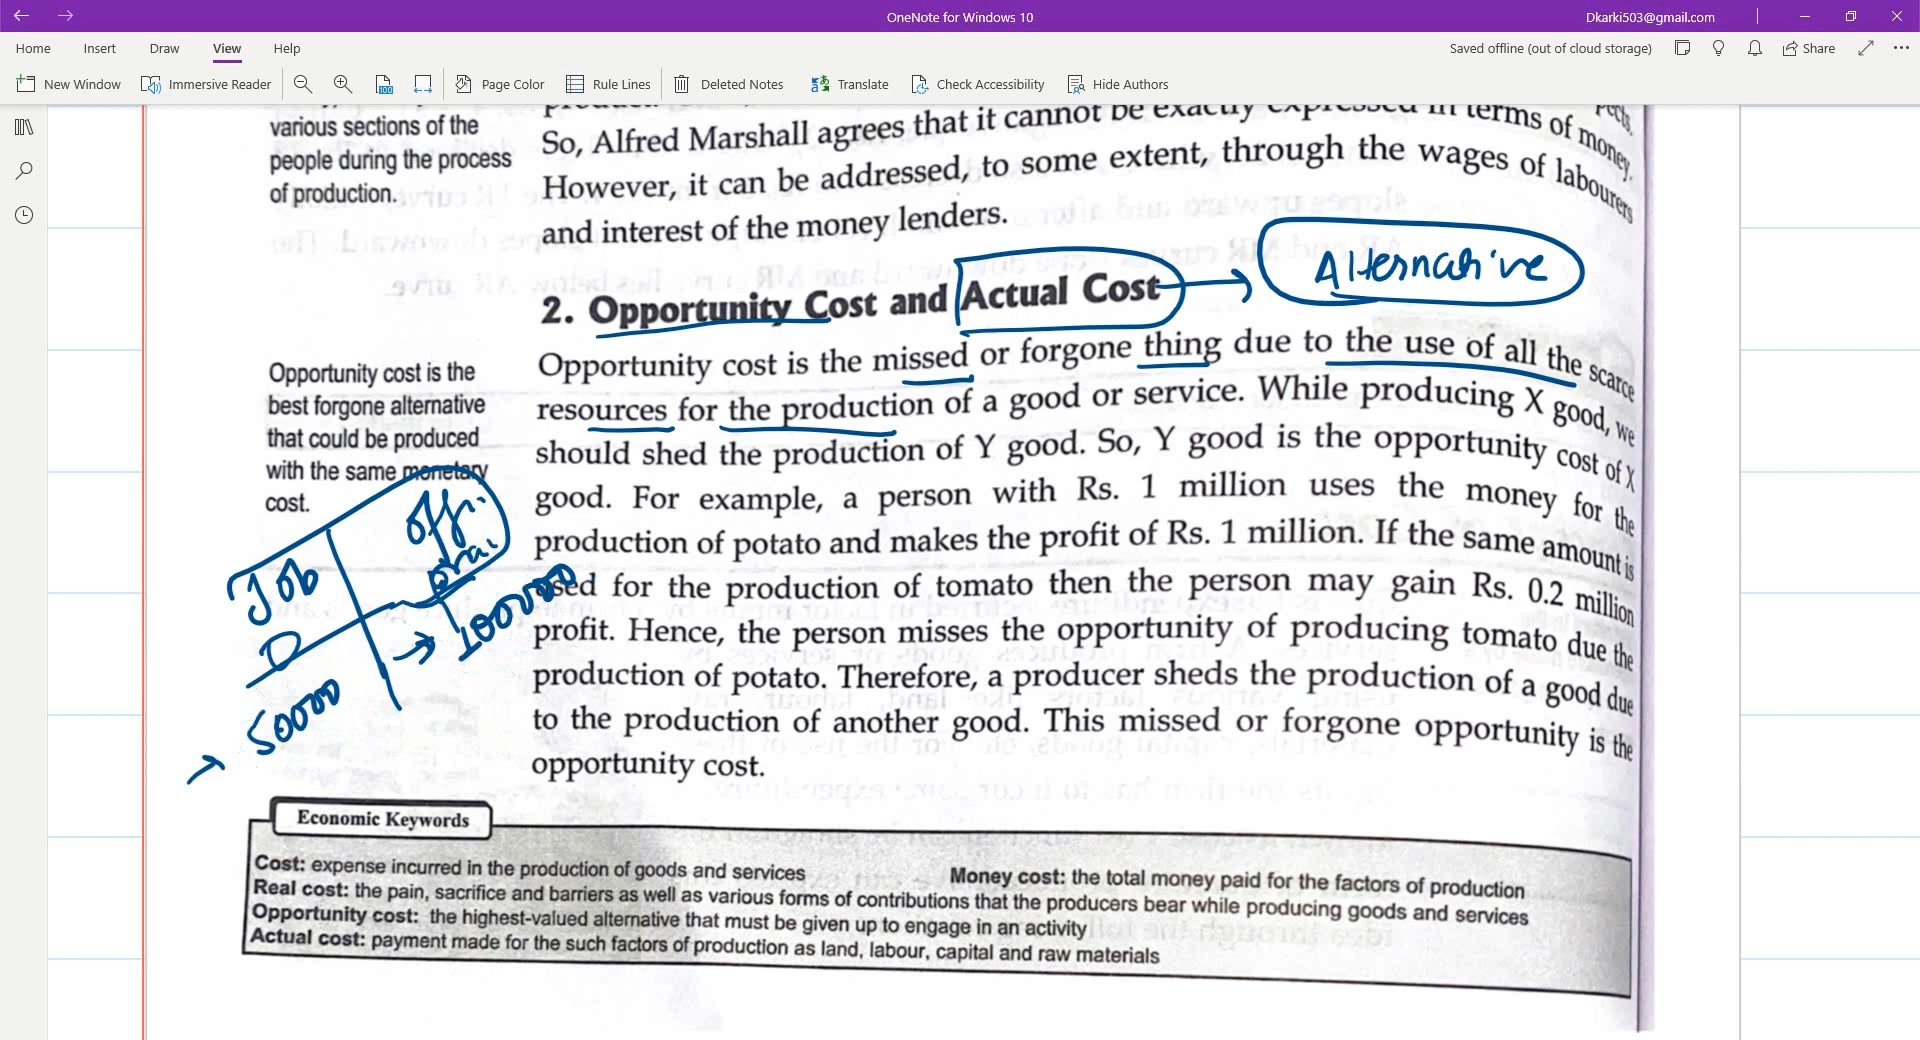 OneNote for Windows 10
Dkarki503@gmail.com
Home Insert Draw View Help
Saved offline (out of cloud storage)
Share
New Window
Immersive Reader
100
Page Color
Rule Lines
Deleted Notes
Translate
Check Accessibility
Hide Authors
various sections of the
people during the process
of production.
So, Alfred Marshall agrees that it cannot be exactly expressed in terms of money.
However, it can be addressed, to some extent, through the wages of labourers
and interest of the money lenders.
2. Opportunity Cost and Actual Cost
Alternative
Opportunity cost is the
best forgone alternative
that could be produced
with the same monetary
cost.
Opportunity cost is the missed or forgone thing due to the use of all the scarce
resources for the production of a good or service. While producing X good, we
should shed the production of Y good. So, Y good is the opportunity cost of X
good. For example, a person with Rs. 1 million uses the money for the
production of potato and makes the profit of Rs. 1 million. If the same amount is
used for the production of tomato then the person may gain Rs. 0.2 million
profit. Hence, the person misses the opportunity of producing tomato due the
production of potato. Therefore, a producer sheds the production of a good due
to the production of another good. This missed or forgone opportunity is the
opportunity cost.
Job
D
50000
100000
Economic Keywords
Cost: expense incurred in the production of goods and services
Money cost: the total money paid for the factors of production
Real cost: the pain, sacrifice and barriers as well as various forms of contributions that the producers bear while producing goods and services
Opportunity cost: the highest-valued alternative that must be given up to engage in an activity
Actual cost: payment made for the such factors of production as land, labour, capital and raw materials